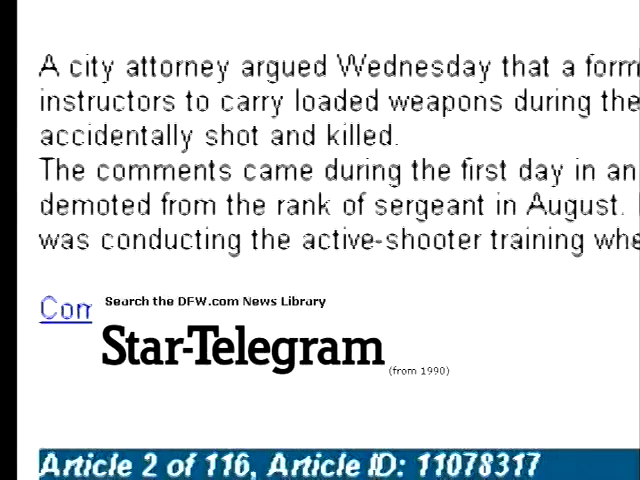 A city attorney argued Wednesday that a form
instructors to carry loaded weapons during the
accidentally shot and killed.
The comments came during the first day in an
demoted from the rank of sergeant in August.
was conducting the active-shooter training whe
Com
Search the DFW.com News Library
Star-Telegram
(from 1990)
Article 2 of 116, Article ID: 11078317